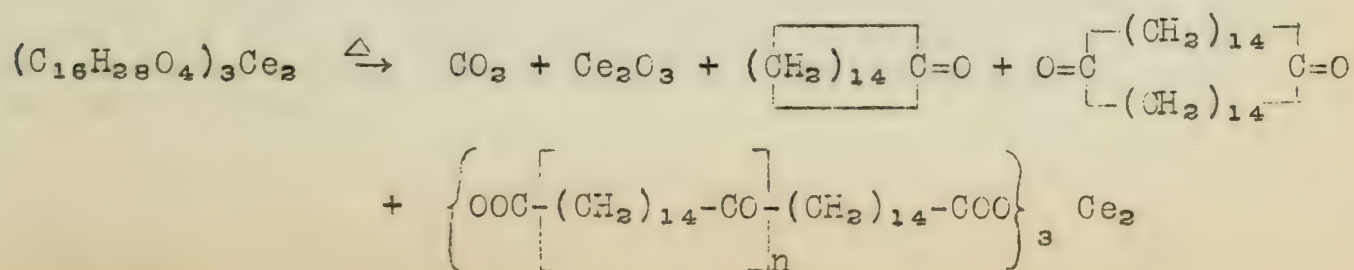 (C₁₆H₂₈O₄)₃Ce₂ △→ CO₂ + Ce₂O₃ + (CH₂)₁₄ C=O + O=C (CH₂)₁₄ (CH₂)₁₄ C=O
+ {OOC[-(CH₂)₁₄-CO-]ₙ(CH₂)₁₄-COO}₃ Ce₂